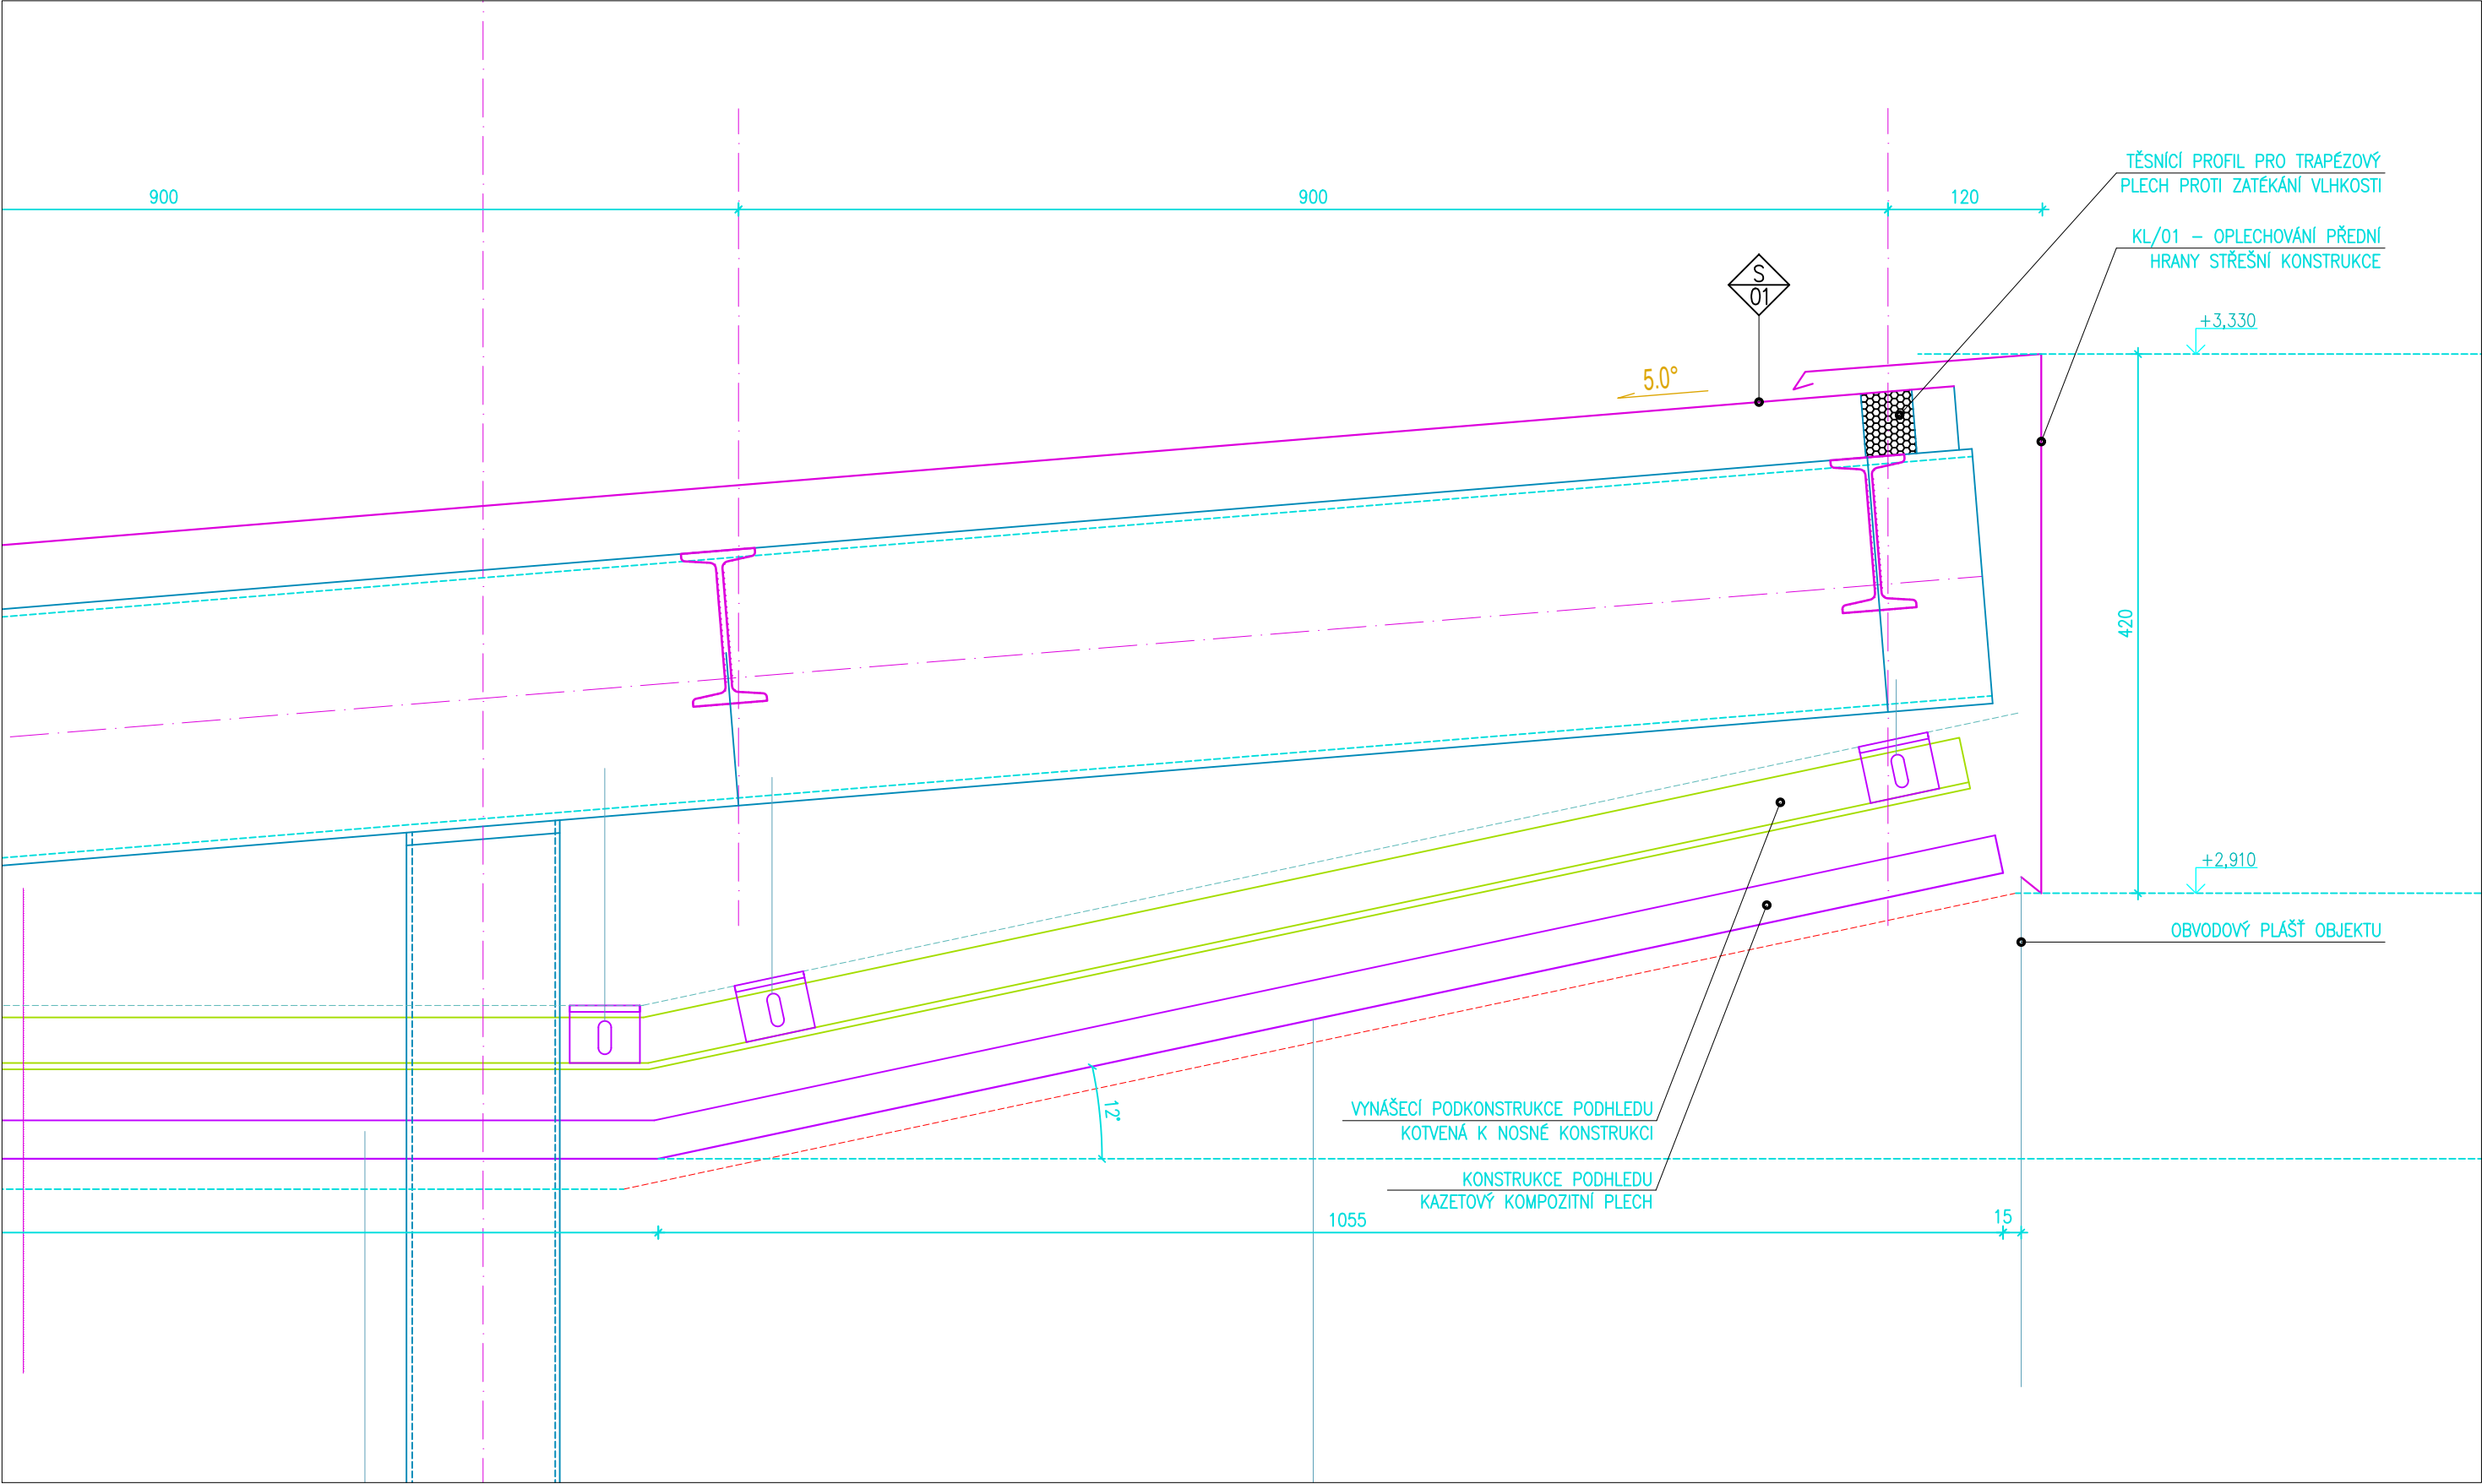 TĚSNÍCÍ PROFIL PRO TRAPÉZOVÝ
PLECH PROTI ZATÉKÁNÍ VLHKOSTI
900
900
120
KL/01 - OPLECHOVÁNÍ PŘEDNÍ
HRANY STŘEŠNÍ KONSTRUKCE
S
01
+3,330
5.0°
420
+2,910
OBVODOVÝ PLÁŠŤ OBJEKTU
12°
VYNÁŠECÍ PODKONSTRUKCE PODHLEDU
KOTVENÁ K NOSNÉ KONSTRUKCI
KONSTRUKCE PODHLEDU
KAZETOVÝ KOMPOZITNÍ PLECH
1055
15